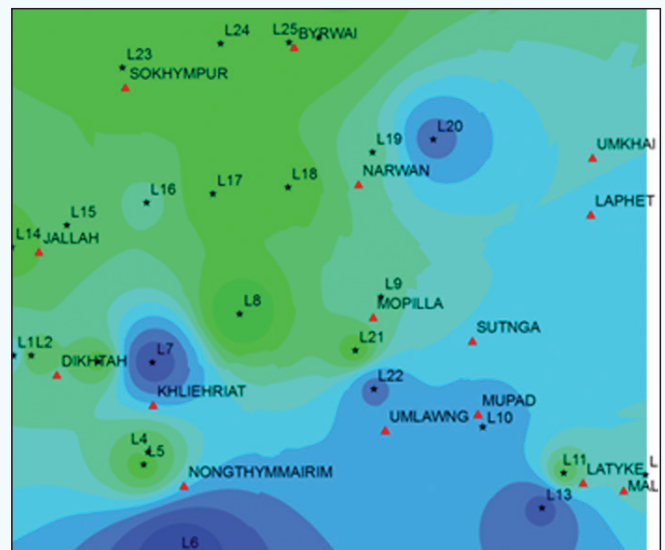 L24
L25 BYRWAI
L23
SOKHYMPUR
L20
L19
UMKHAI
NARWAN
L18
L17
L16
LAPHET
L15
L14
JALLAH
L9
L8
MOPILLA
SUTNGA
L21
L1 L2
L7
DIKHTAH
L22
KHLIEHRIAT
MUPAD
UMLAWNG
L10
L4
L5
L11
L
LATYKE
NONGTHYMMAIRIM
MAL
L13
L6